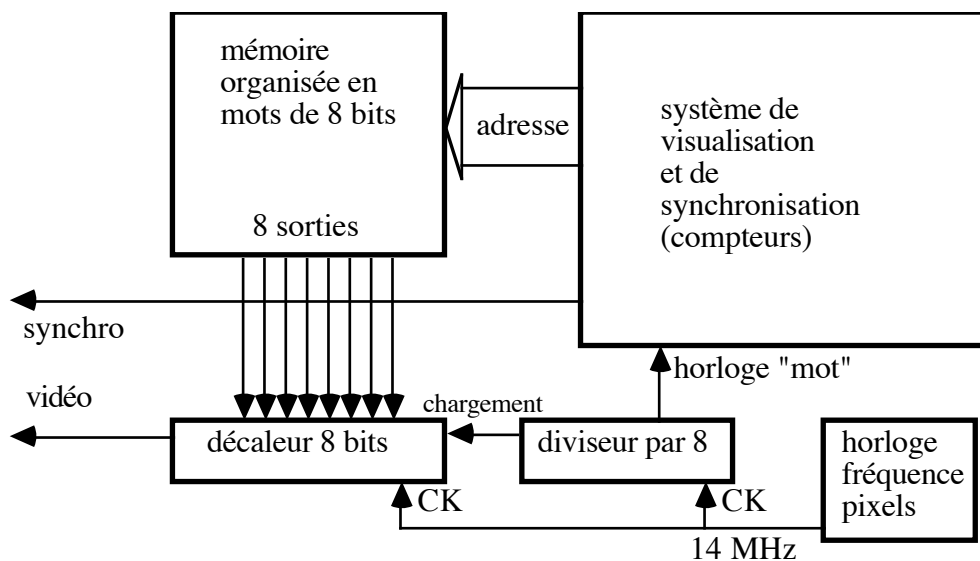 mémoire
organisée en
mots de 8 bits
8 sorties
adresse
système de
visualisation
et de
synchronisation
(compteurs)
synchro
horloge "mot"
vidéo
chargement
décaleur 8 bits
diviseur par 8
horloge
fréquence
pixels
CK
CK
14 MHz